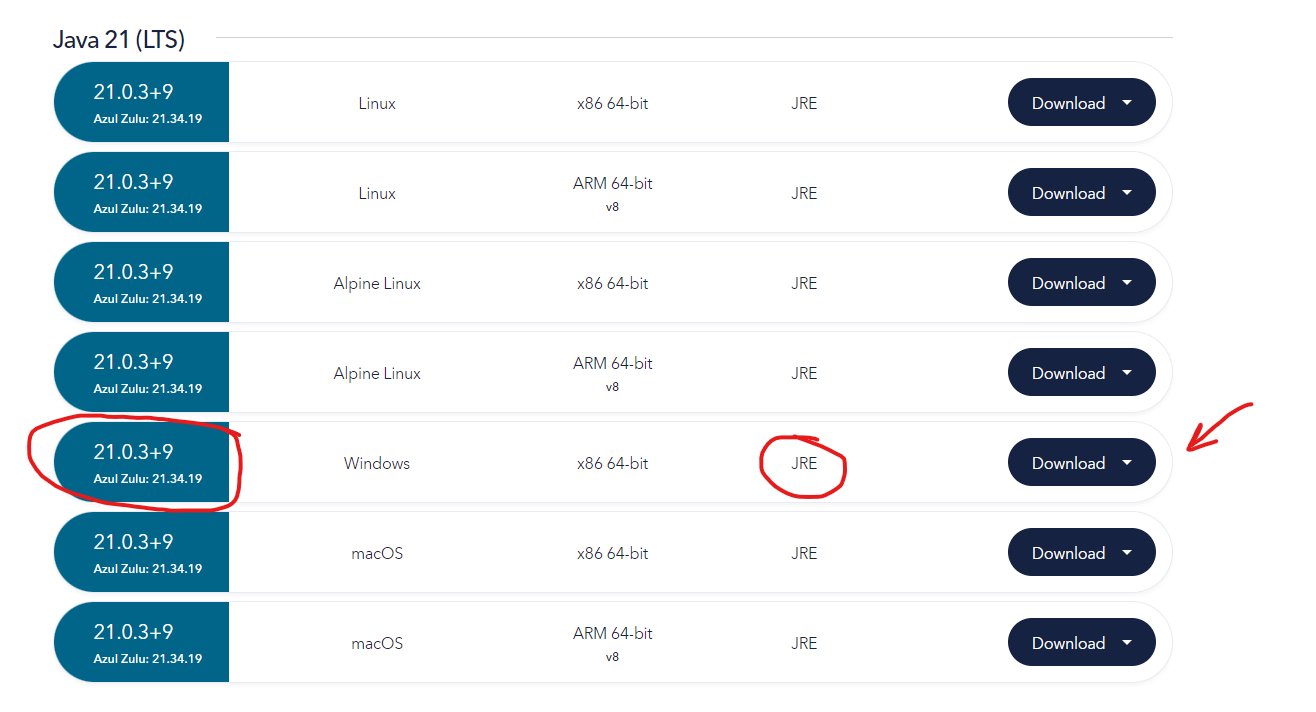 Java 21 (LTS)
21.0.3+9
Azul Zulu: 21.34.19
Linux
x86 64-bit
JRE
Download
21.0.3+9
Azul Zulu: 21.34.19
Linux
ARM 64-bit
v8
JRE
Download
21.0.3+9
Azul Zulu: 21.34.19
Alpine Linux
x86 64-bit
JRE
Download
21.0.3+9
Azul Zulu: 21.34.19
Alpine Linux
ARM 64-bit
v8
JRE
Download
21.0.3+9
Azul Zulu: 21.34.19
Windows
x86 64-bit
JRE
Download
21.0.3+9
Azul Zulu: 21.34.19
macOS
x86 64-bit
JRE
Download
21.0.3+9
Azul Zulu: 21.34.19
macOS
ARM 64-bit
v8
JRE
Download